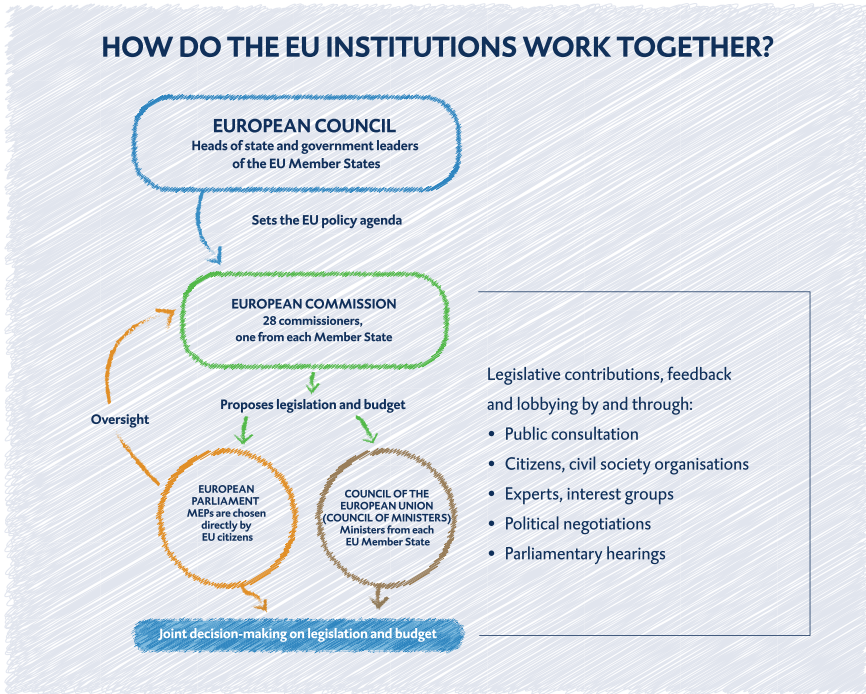 HOW DO THE EU INSTITUTIONS WORK TOGETHER?
EUROPEAN COUNCIL
Heads of state and government leaders
of the EU Member States
Sets the EU policy agenda
EUROPEAN COMMISSION
28 commissioners,
one from each Member State
Proposes legislation and budget
Oversight
EUROPEAN
PARLIAMENT
MEPs are chosen
directly by
EU citizens
COUNCIL OF THE
EUROPEAN UNION
(COUNCIL OF MINISTERS)
Ministers from each
EU Member State
Joint decision-making on legislation and budget
Legislative contributions, feedback
and lobbying by and through:
• Public consultation
• Citizens, civil society organisations
• Experts, interest groups
• Political negotiations
• Parliamentary hearings